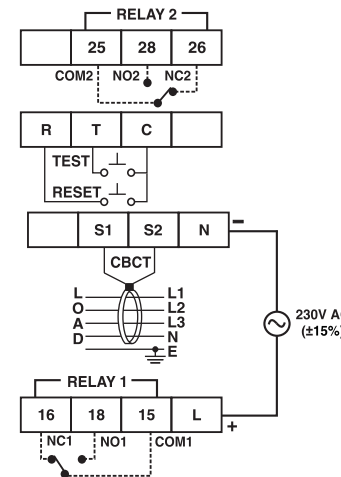 RELAY 2
25 28 26
COM2 NO2 NC2
R T C
TEST
RESET
S1 S2 N −
CBCT
L L1
O L2
A L3
D N
E
230V A
(±15%)
RELAY 1
16 18 15 L
+
NC1 NO1 COM1